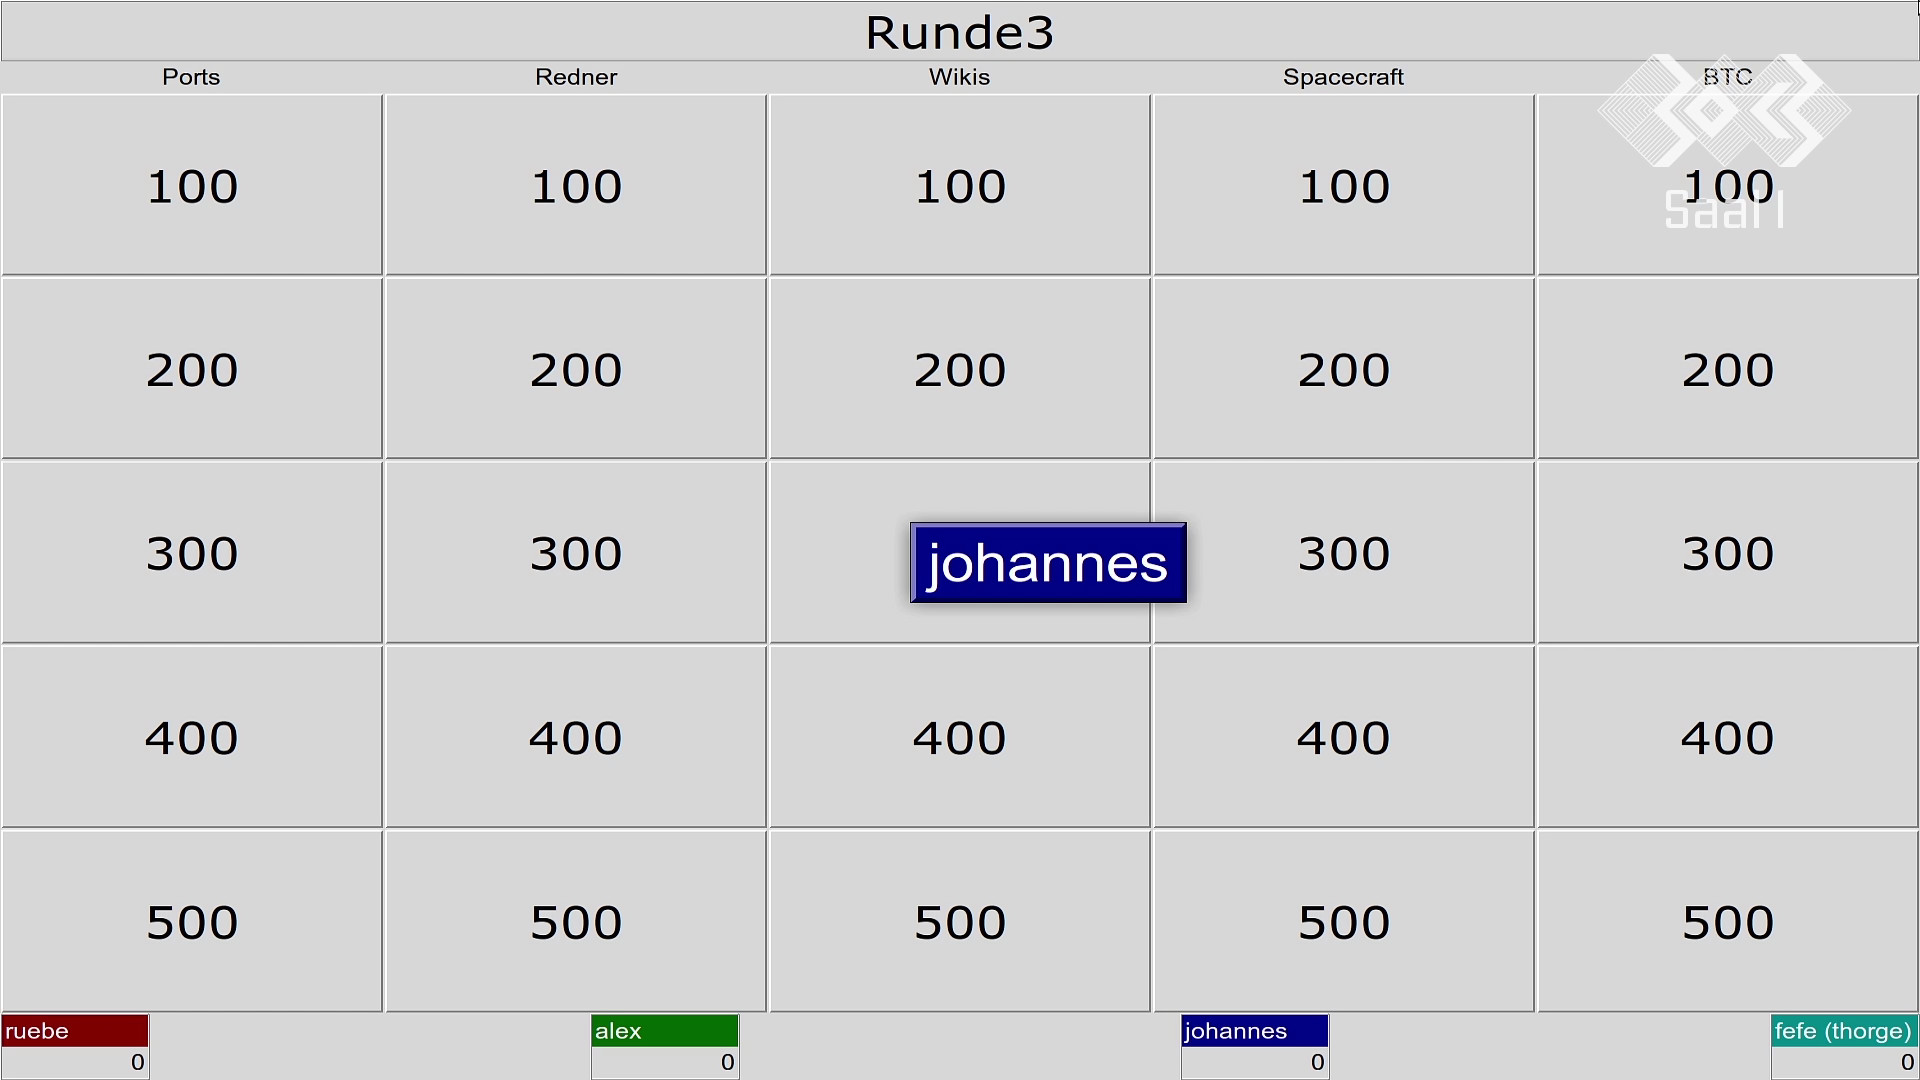 Runde3
Ports Redner Wikis Spacecraft BTC
100 100 100 100 100
Saal 1
200 200 200 200 200
300 300 300 300
johannes
400 400 400 400 400
500 500 500 500 500
ruebe alex johannes fefe (thorge)
0 0 0 0